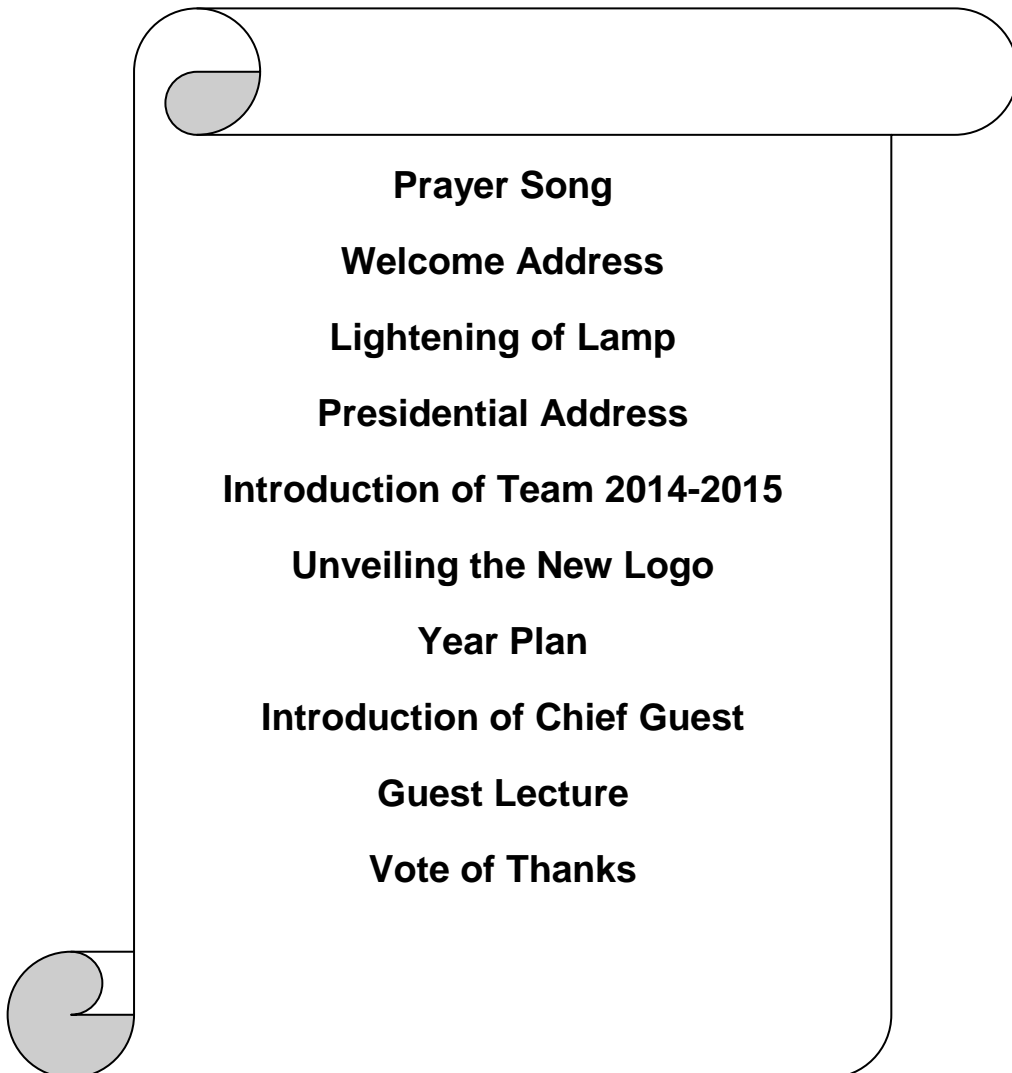 Prayer Song
Welcome Address
Lightening of Lamp
Presidential Address
Introduction of Team 2014-2015
Unveiling the New Logo
Year Plan
Introduction of Chief Guest
Guest Lecture
Vote of Thanks